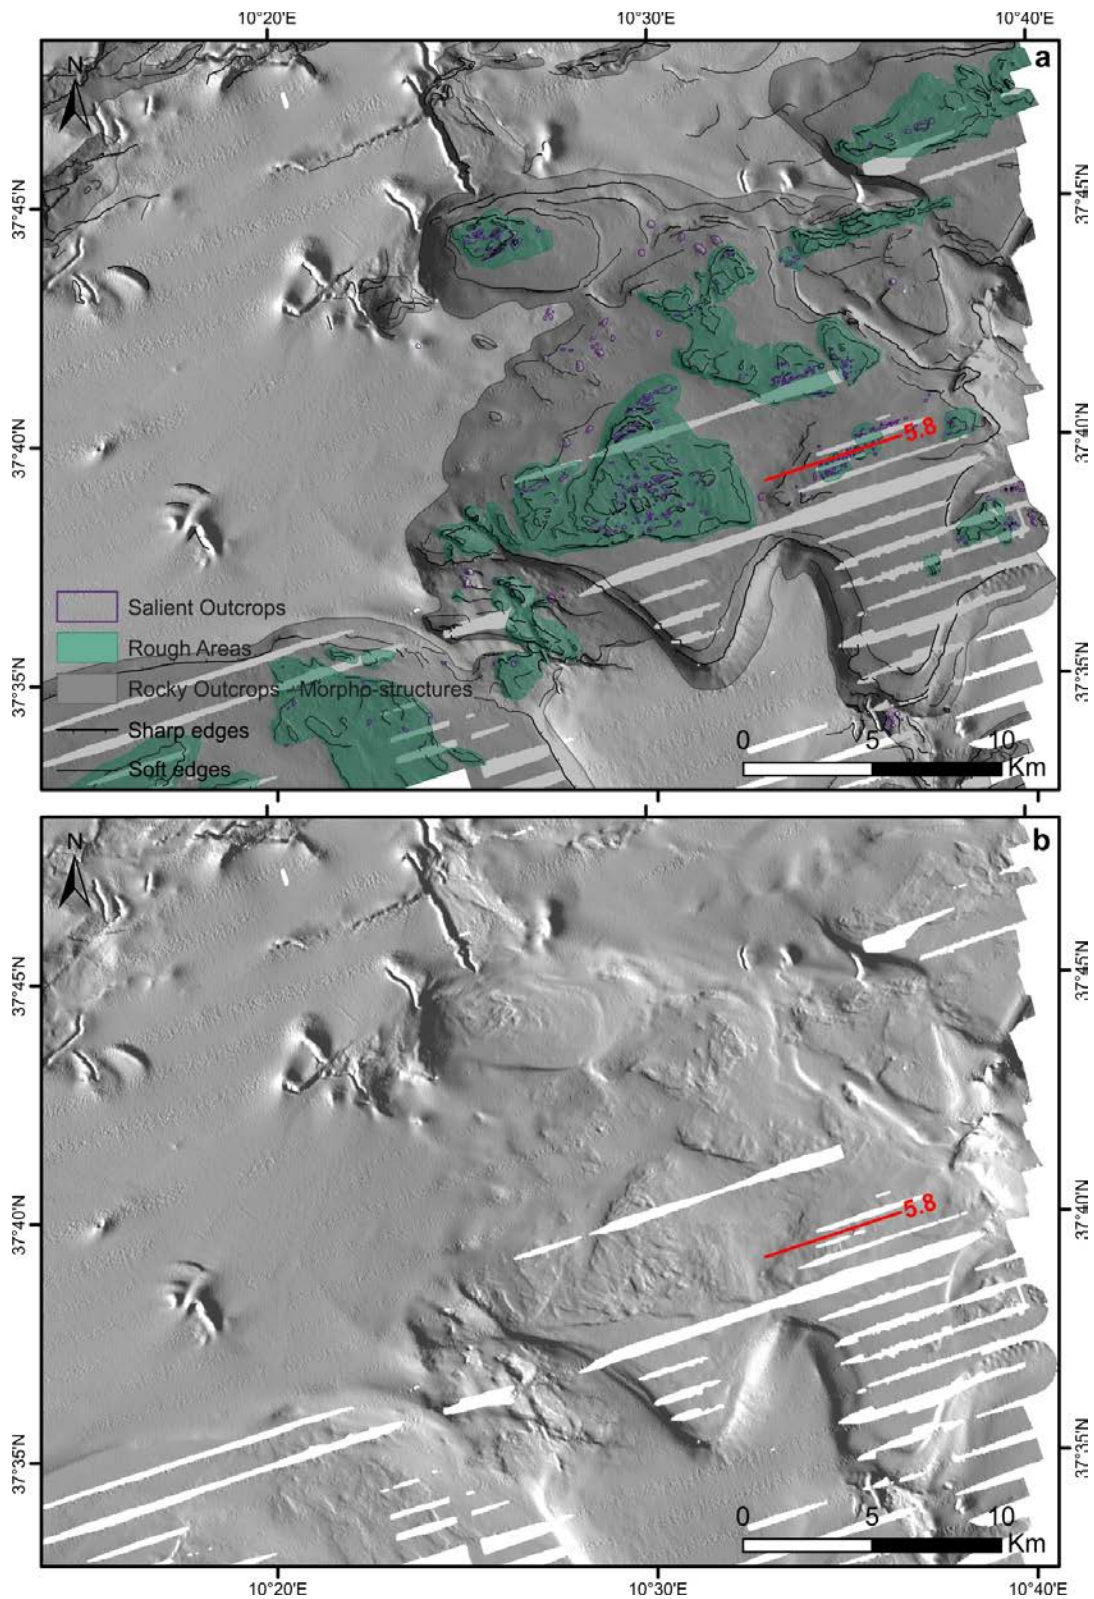 10°20'E 10°30'E 10°40'E
a
N
37°45'N 37°45'N
37°40'N 37°40'N
5.8
Salient Outcrops
Rough Areas
Rocky Outcrops - Morpho-structures
37°35'N 37°35'N
Sharp edges
0 5 10
Km
Soft edges
b
N
37°45'N 37°45'N
37°40'N 37°40'N
5.8
37°35'N 37°35'N
0 5 10
Km
10°20'E 10°30'E 10°40'E